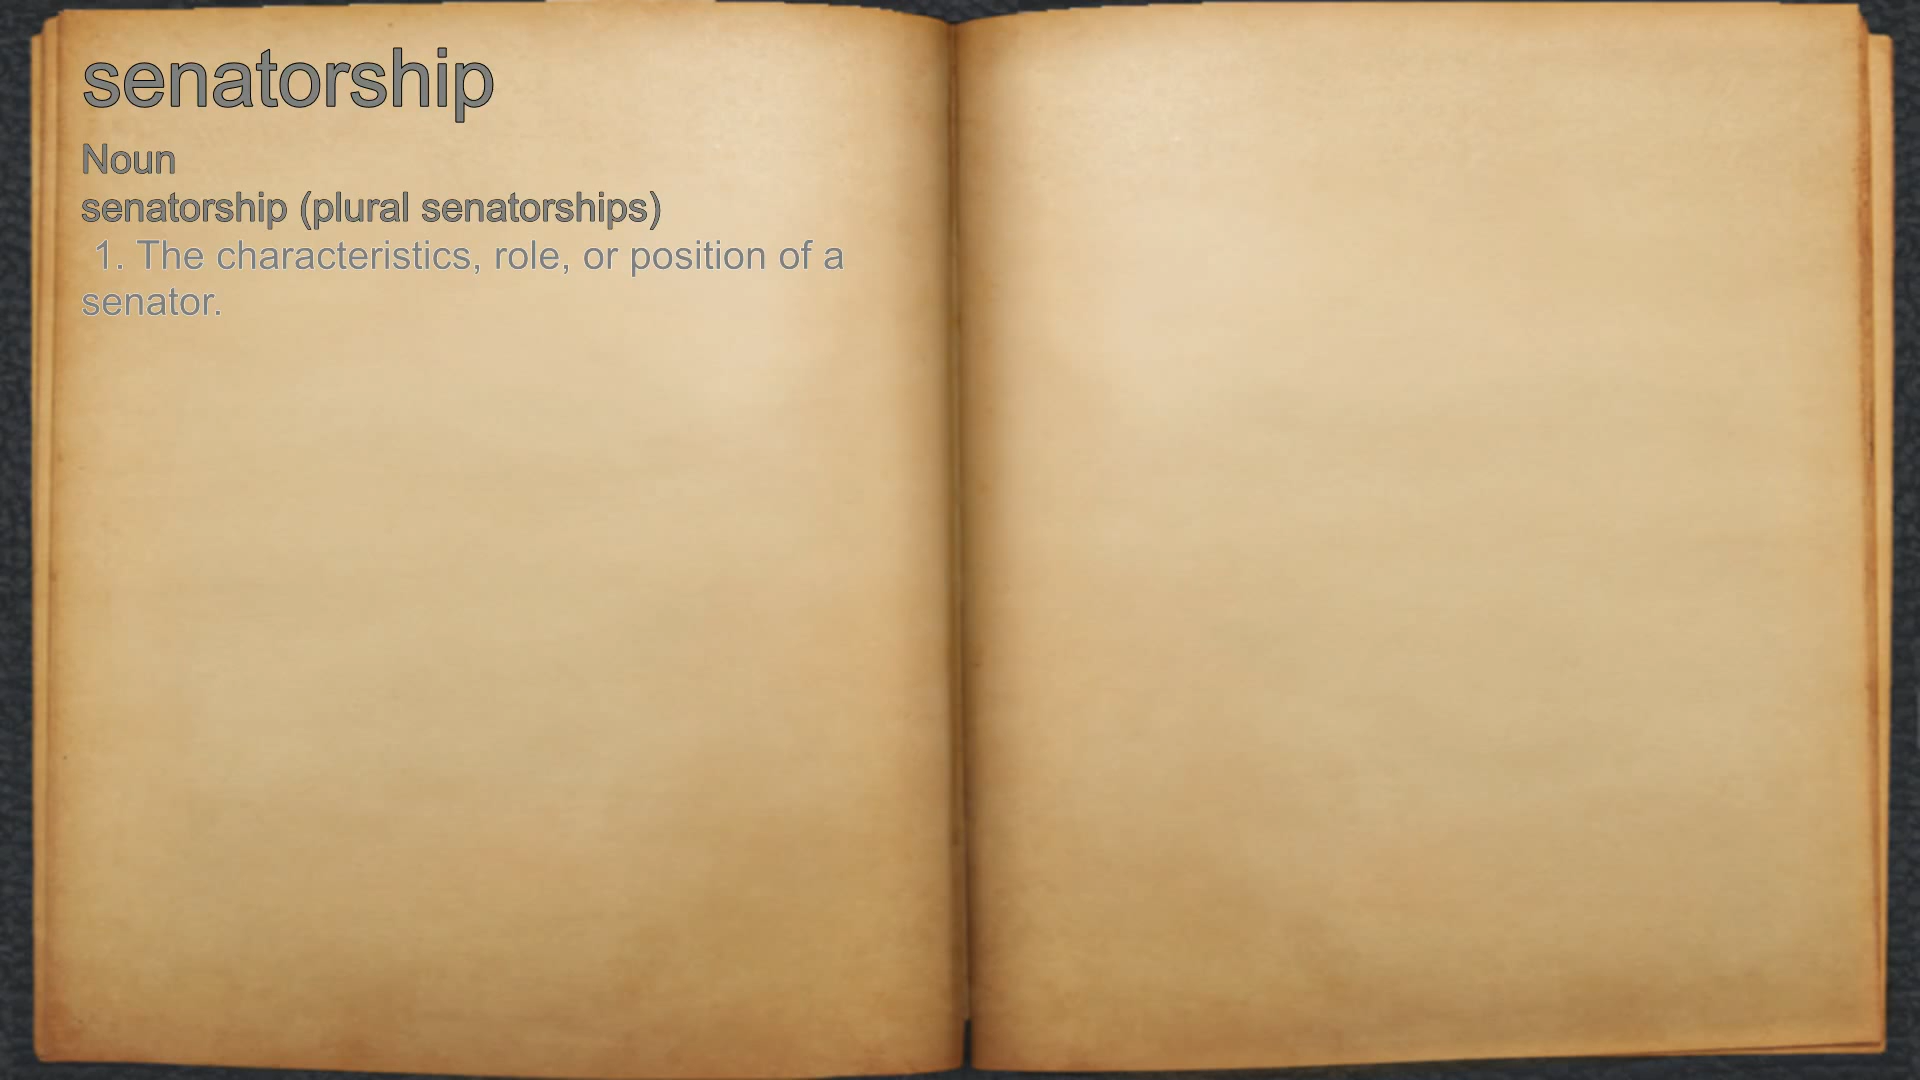 senatorship
Noun
senatorship (plural senatorships)
1. The characteristics, role, or position of a
senator.